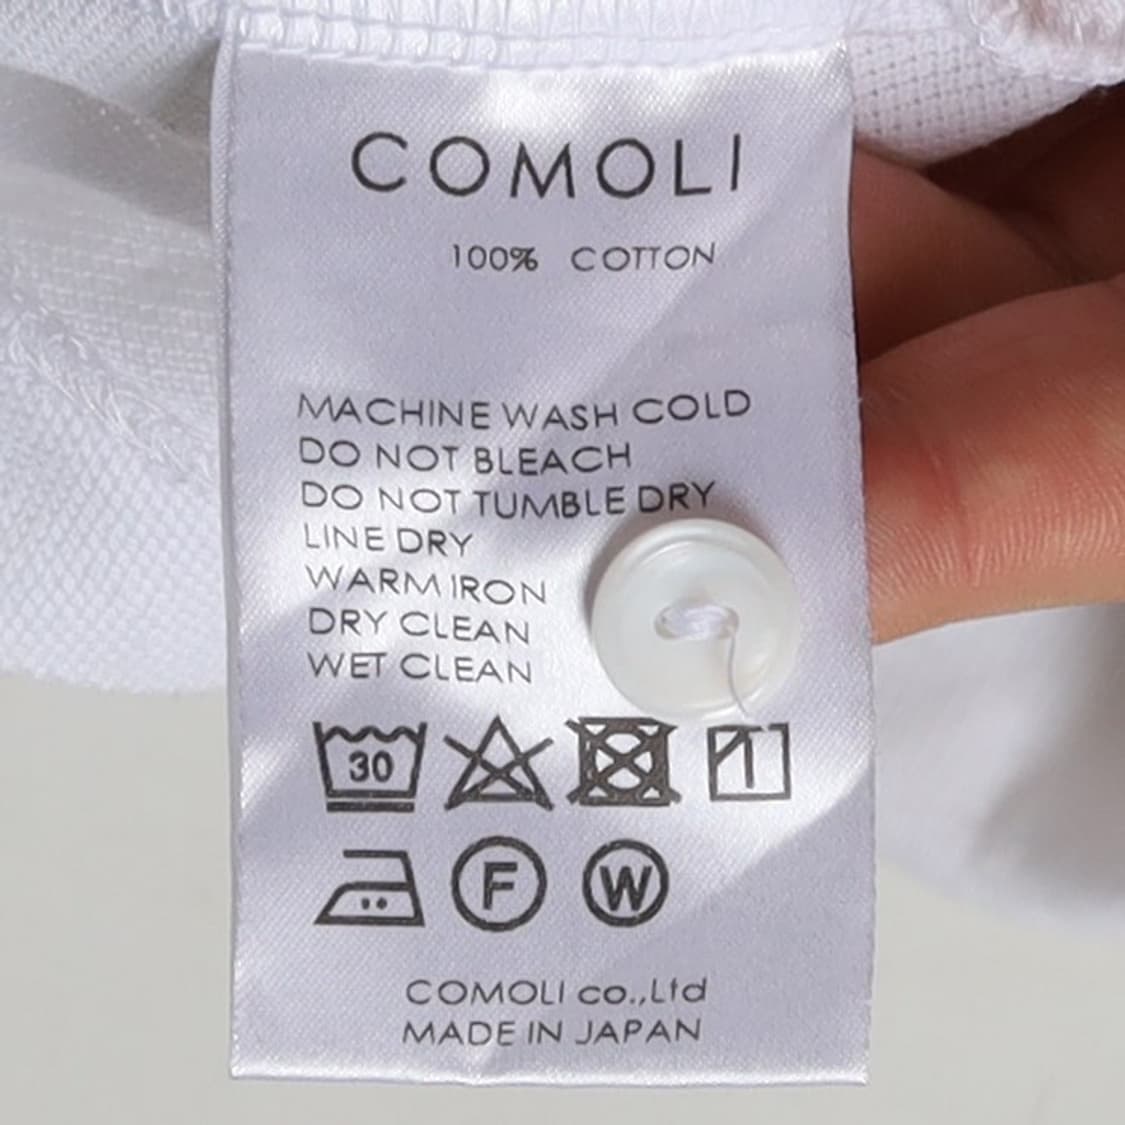 COMOLI
100% COTTON
MACHINE WASH COLD
DO NOT BLEACH
DO NOT TUMBLE DRY
LINE DRY
WARM IRON
DRY CLEAN
WET CLEAN
30
F W
COMOLI co.,Ltd
MADE IN JAPAN